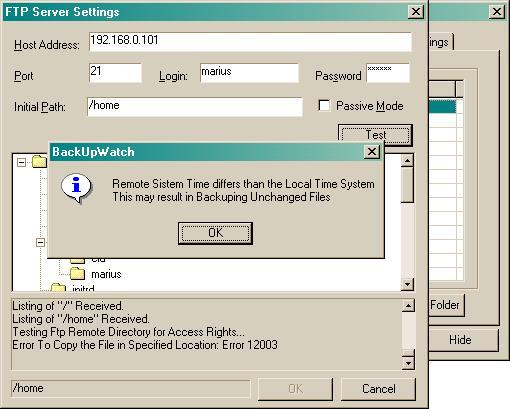 FTP Server Settings
Host Address: 192.168.0.101
Port 21 Login: marius Password ******
Initial Path: /home Passive Mode
ngs
Test
BackUpWatch
Remote Sistem Time differs than the Local Time System
This may result in Backuping Unchanged Files
OK
marius
initrd
Listing of "/" Received.
Listing of "/home" Received.
Testing Ftp Remote Directory for Access Rights...
Error To Copy the File in Specified Location: Error 12003
Folder
Hide
/home OK Cancel